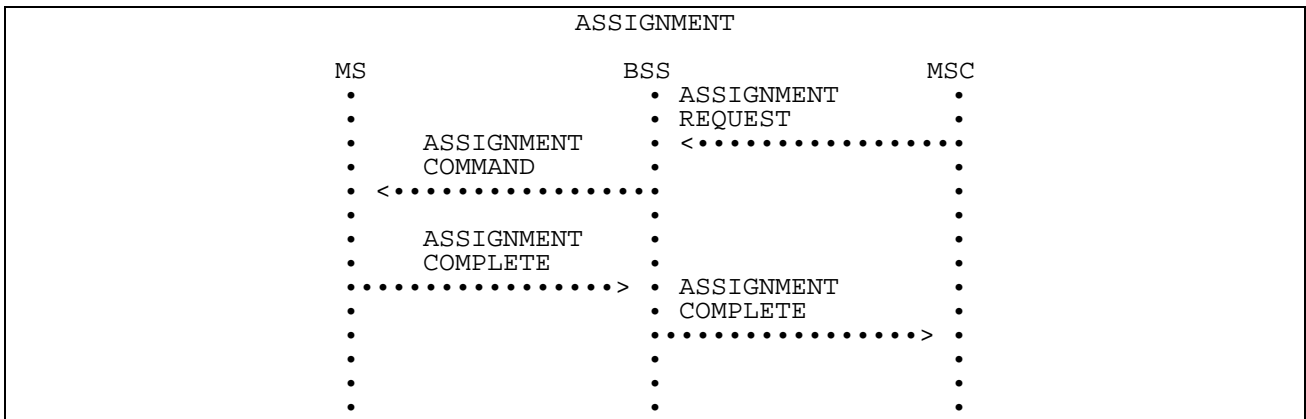 ASSIGNMENT
MS BSS MSC
ASSIGNMENT
REQUEST
ASSIGNMENT
COMMAND
ASSIGNMENT
COMPLETE
ASSIGNMENT
COMPLETE